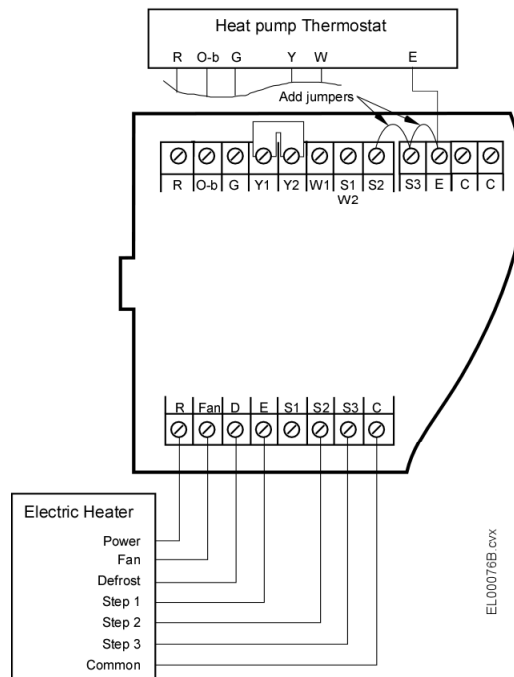 Heat pump Thermostat
R O-b G Y W E
Add jumpers
R O-b G Y1 Y2 W1 S1 S2 S3 E C C
W2
R Fan D E S1 S2 S3 C
Electric Heater
Power
Fan
Defrost
Step 1
Step 2
Step 3
Common
EL00076B.cvx